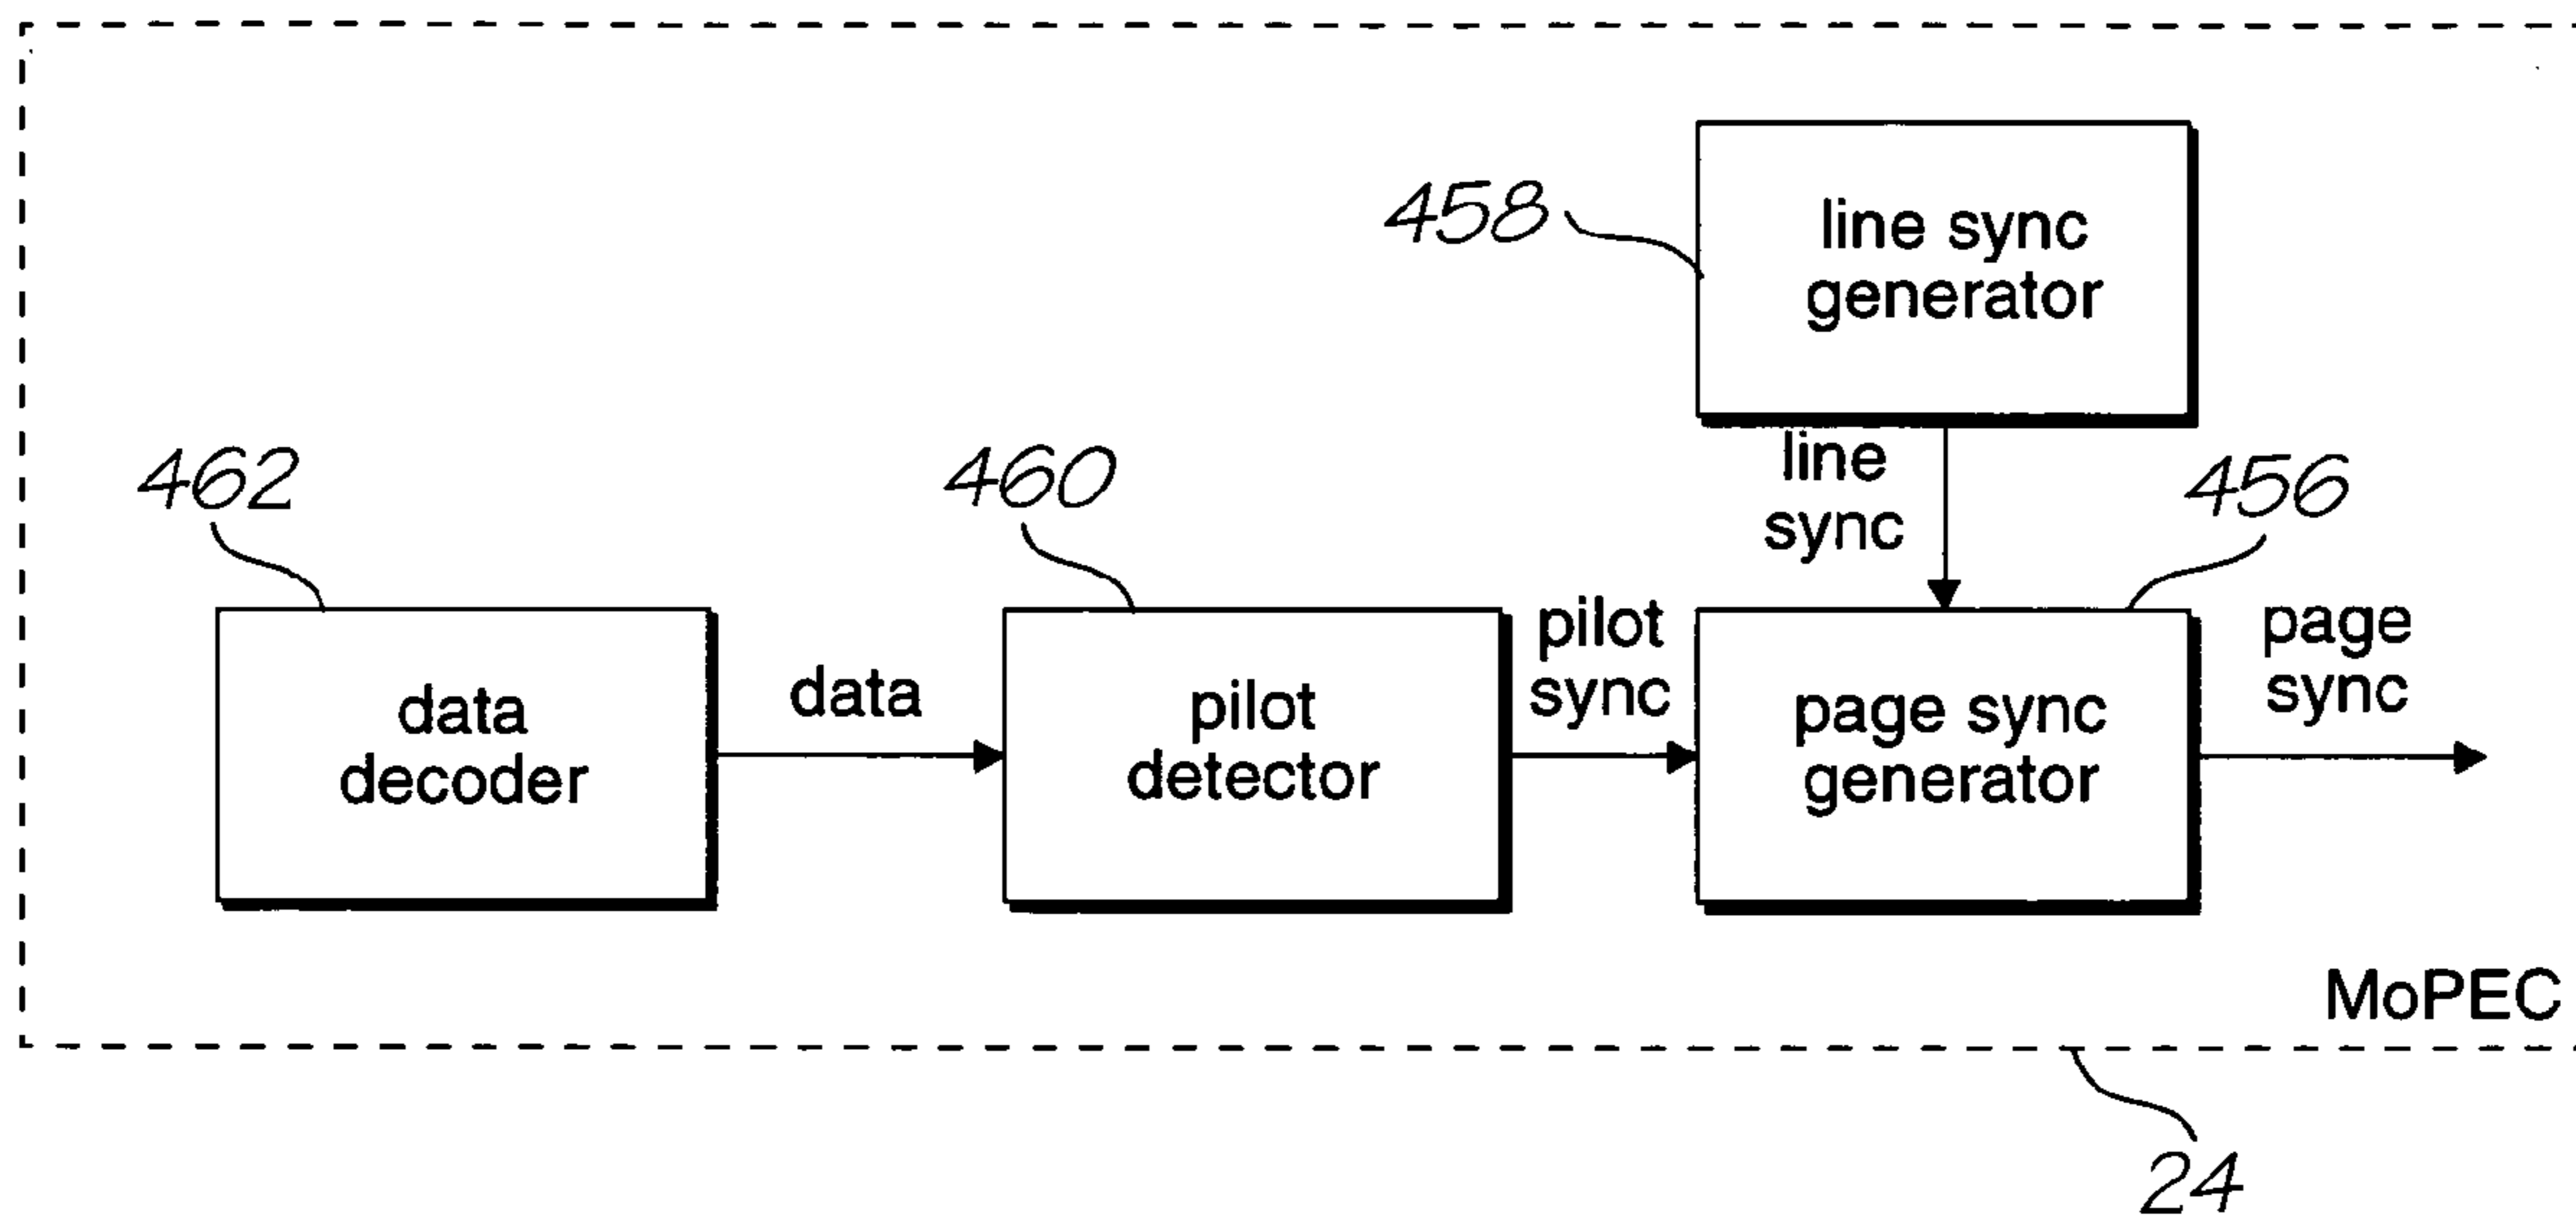 458
line sync
generator
line
sync
462
460
456
data
decoder
data
pilot
detector
pilot
sync
page sync
generator
page
sync
MoPEC
24